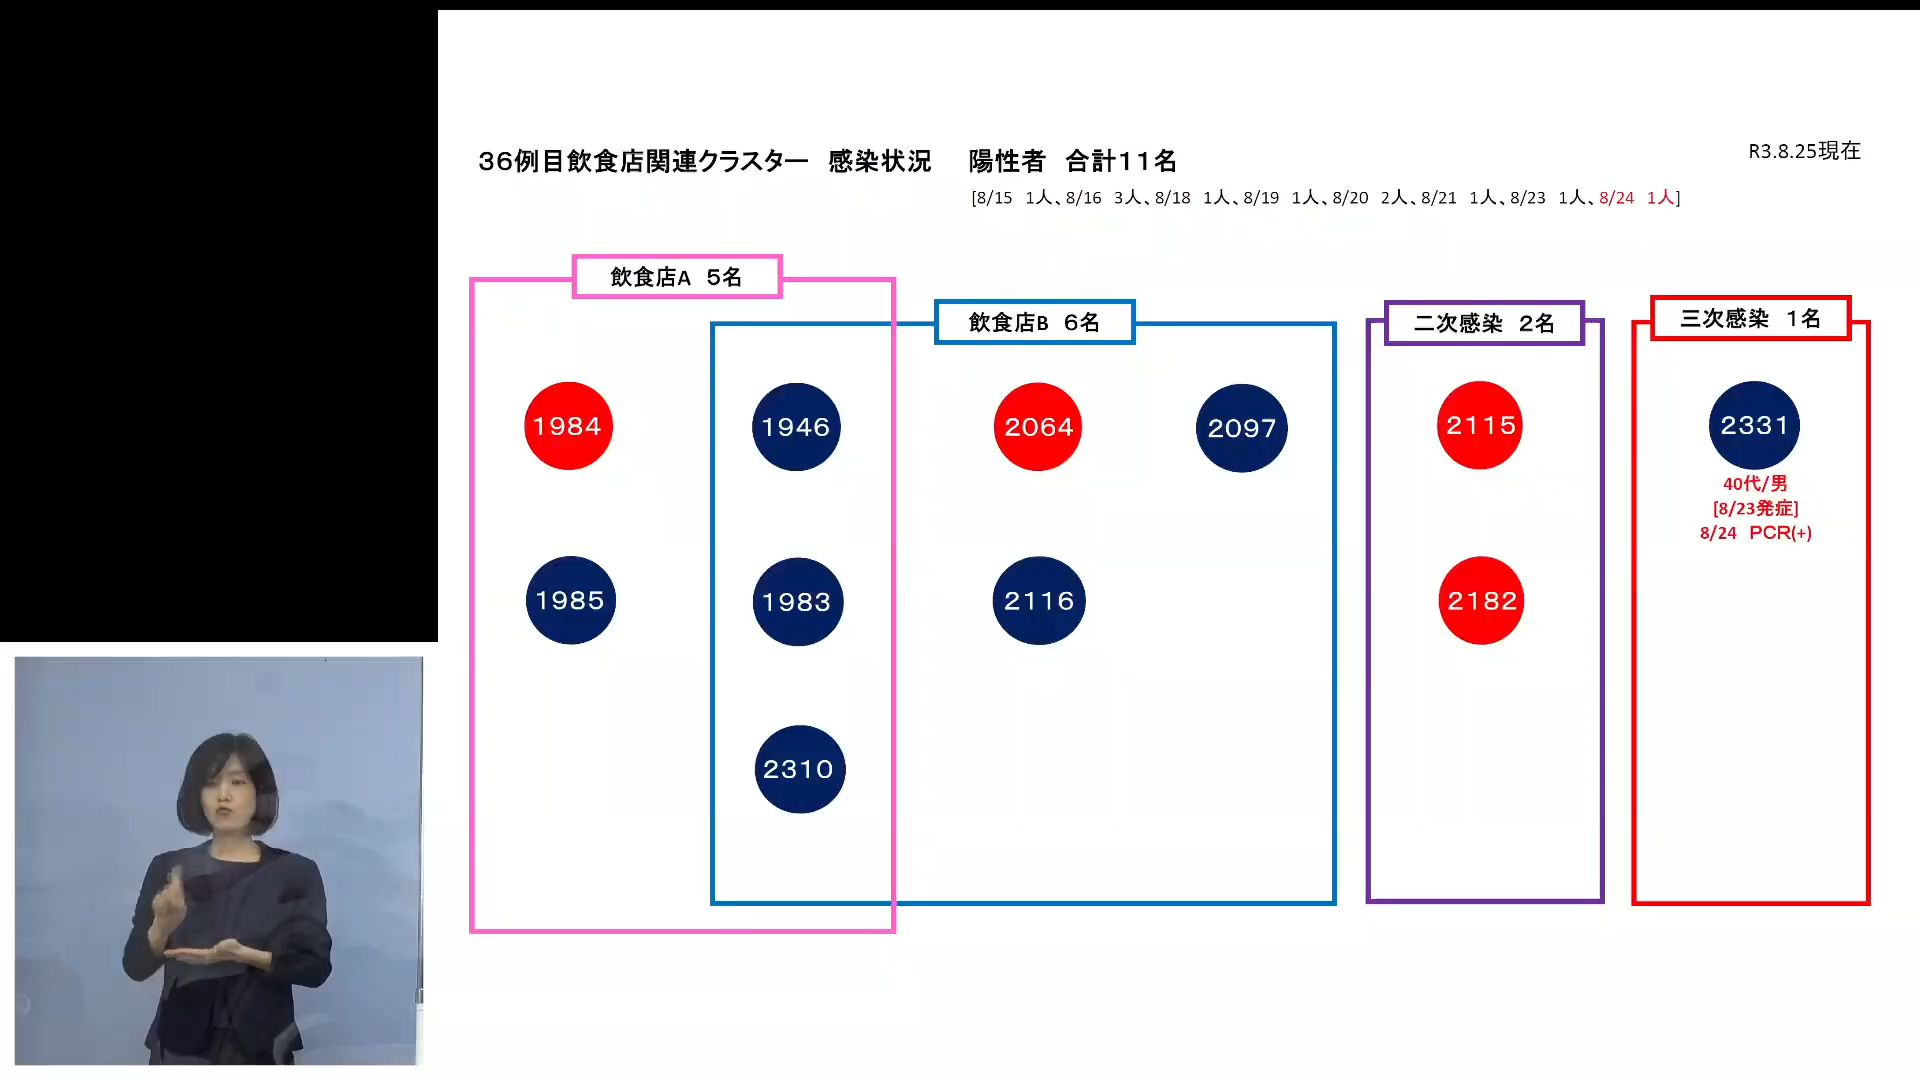 36例目飲食店関連クラスター　感染状況　陽性者　合計11名
R3.8.25現在
[8/15　1人、8/16　3人、8/18　1人、8/19　1人、8/20　2人、8/21　1人、8/23　1人、8/24　1人]
飲食店A　5名
飲食店B　6名
二次感染　2名
三次感染　1名
1984
1946
2064
2097
2115
2331
40代/男
[8/23発症]
8/24　PCR(+)
1985
1983
2116
2182
2310